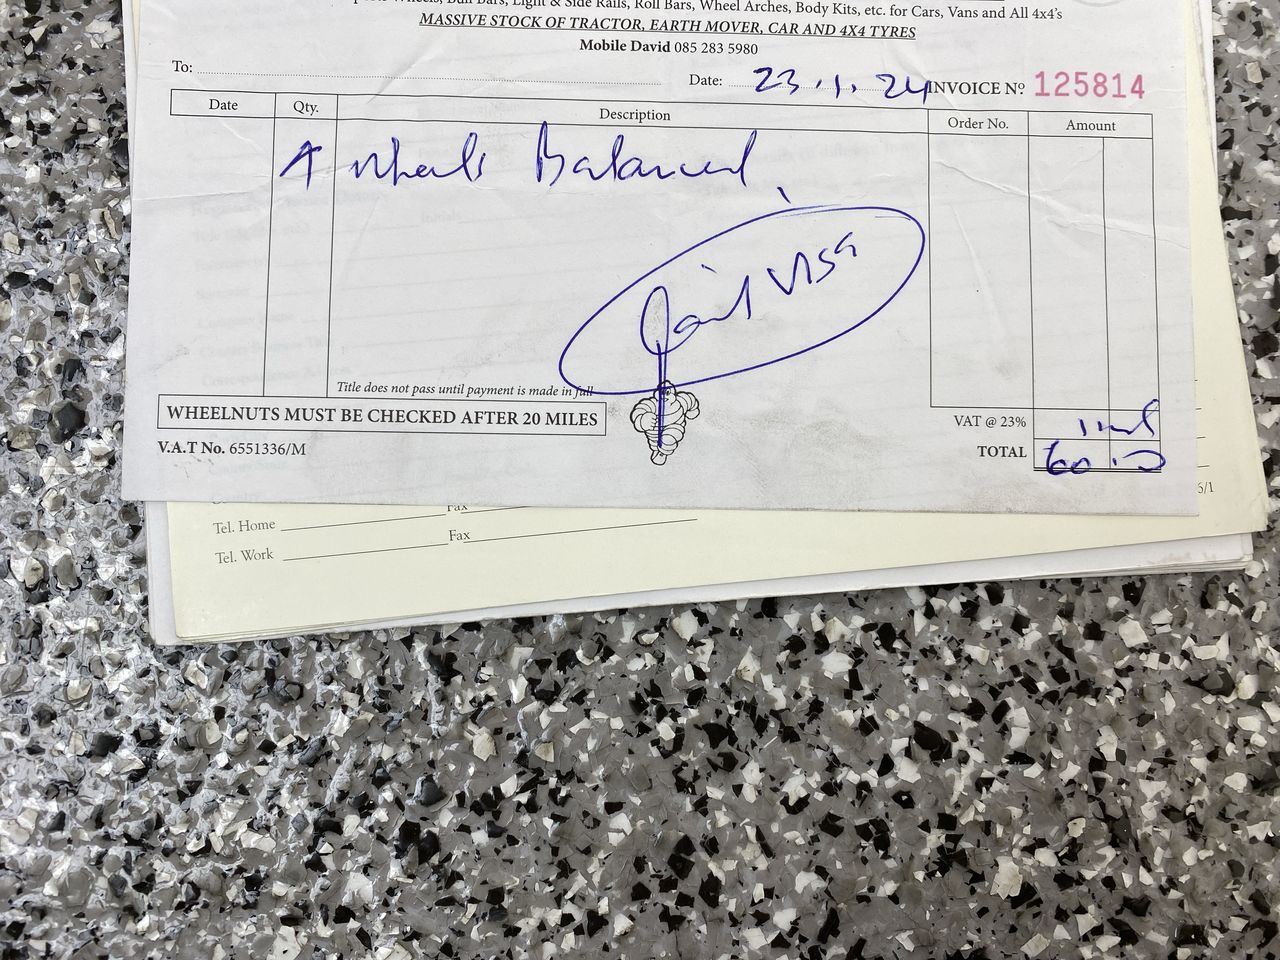 Wheels, Bull Bars, Light & Side Rails, Roll Bars, Wheel Arches, Body Kits, etc. for Cars, Vans and All 4x4's
MASSIVE STOCK OF TRACTOR, EARTH MOVER, CAR AND 4X4 TYRES
Mobile David 085 283 5980
To: Date: 23.1.24 INVOICE Nº 125814
Date Qty. Description Order No. Amount
4 wheels Balanced
Paid VISA
Title does not pass until payment is made in full
WHEELNUTS MUST BE CHECKED AFTER 20 MILES
VAT @ 23% incl
V.A.T No. 6551336/M
TOTAL 60.00
6/1
Fax
Tel. Home
Fax
Tel. Work